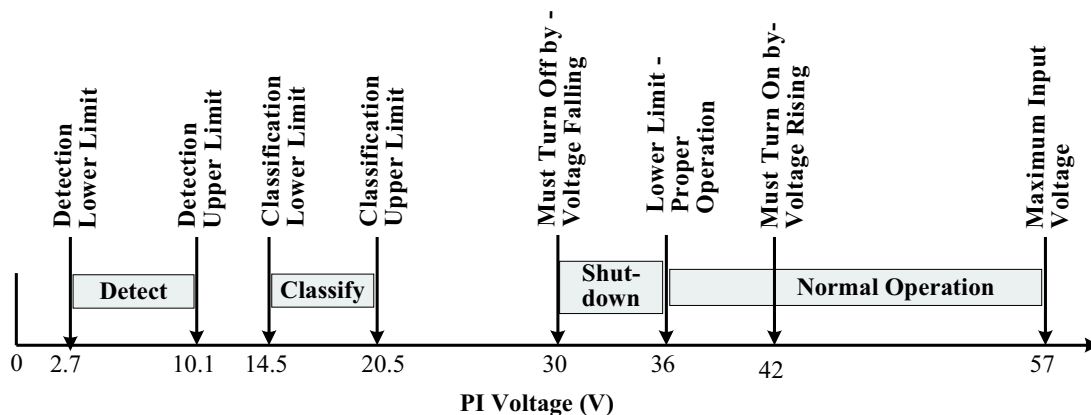 Detection
Lower Limit
Detection
Upper Limit
Classification
Lower Limit
Classification
Upper Limit
Must Turn Off by -
Voltage Falling
Lower Limit -
Proper
Operation
Must Turn On by-
Voltage Rising
Maximum Input
Voltage
Detect
Classify
Shut-
down
Normal Operation
0
2.7
10.1
14.5
20.5
30
36
42
57
PI Voltage (V)